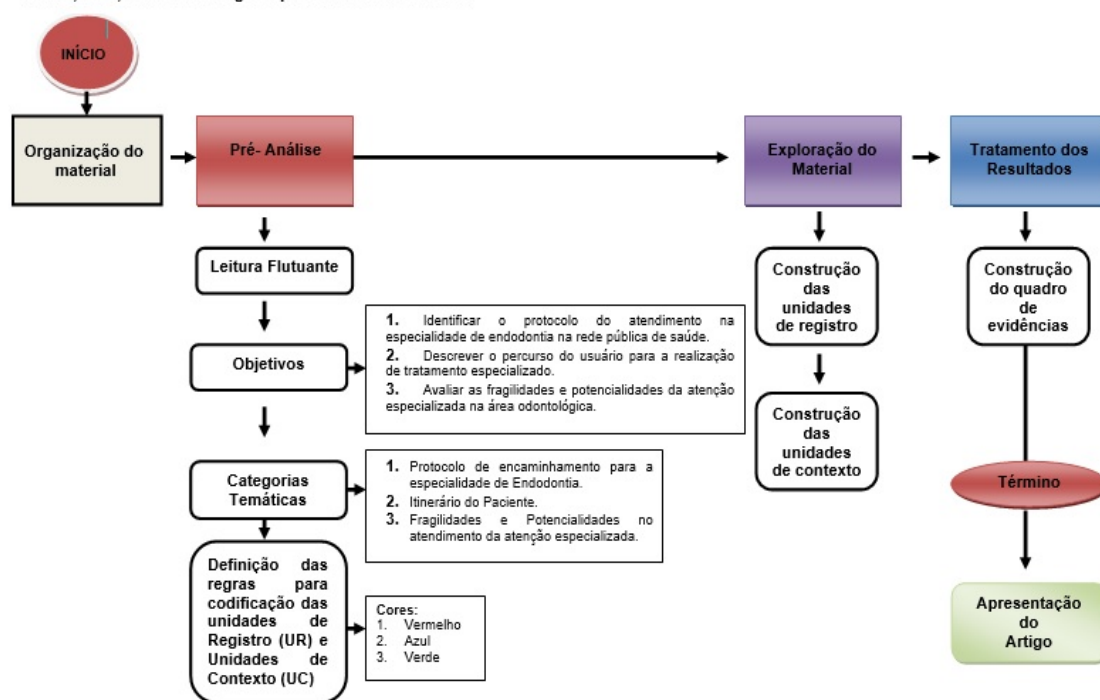 INÍCIO
Organização do
material
Pré- Análise
Exploração do
Material
Tratamento dos
Resultados
Leitura Flutuante
Objetivos
1. Identificar o protocolo do atendimento na
especialidade de endodontia na rede pública de saúde.
2. Descrever o percurso do usuário para a realização
de tratamento especializado.
3. Avaliar as fragilidades e potencialidades da atenção
especializada na área odontológica.
Categorias
Temáticas
1. Protocolo de encaminhamento para a
especialidade de Endodontia.
2. Itinerário do Paciente.
3. Fragilidades e Potencialidades no
atendimento da atenção especializada.
Definição das
regras para
codificação das
unidades de
Registro (UR) e
Unidades de
Contexto (UC)
Cores:
1. Vermelho
2. Azul
3. Verde
Construção
das
unidades
de registro
Construção
das
unidades
de contexto
Construção
do quadro
de
evidências
Término
Apresentação
do
Artigo